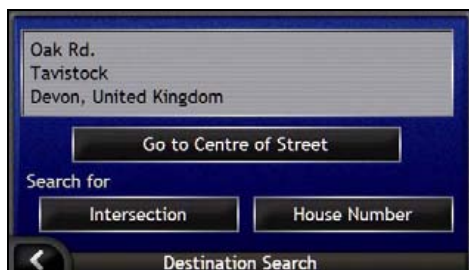 Oak Rd.
Tavistock
Devon, United Kingdom
Go to Centre of Street
Search for
Intersection House Number
Destination Search